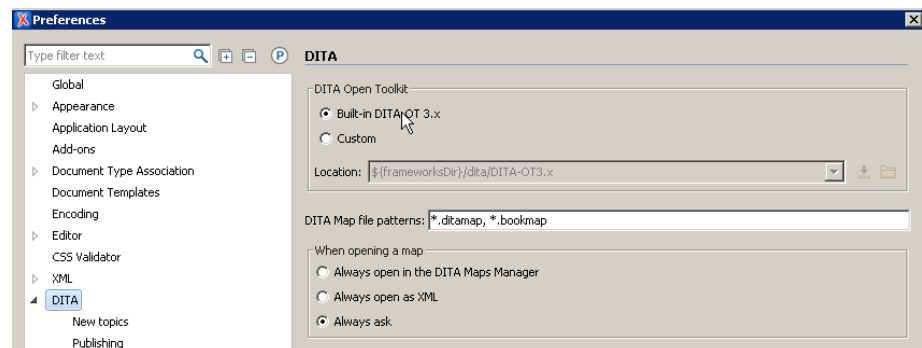 Preferences
Type filter text
P
DITA
Global
Appearance
Application Layout
Add-ons
Document Type Association
Document Templates
Encoding
Editor
CSS Validator
XML
DITA
New topics
Publishing
DITA Open Toolkit
Built-in DITA-OT 3.x
Custom
Location: ${frameworksDir}/dita/DITA-OT3.x
DITA Map file patterns: *.ditamap, *.bookmap
When opening a map
Always open in the DITA Maps Manager
Always open as XML
Always ask